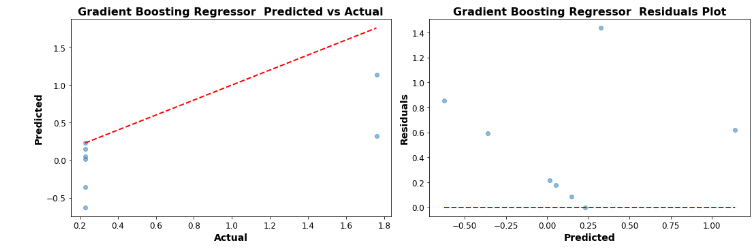 Gradient Boosting Regressor  Predicted vs Actual
1.5
1.0
0.5
0.0
−0.5
Predicted
0.2 0.4 0.6 0.8 1.0 1.2 1.4 1.6 1.8
Actual
Gradient Boosting Regressor  Residuals Plot
1.4
1.2
1.0
0.8
0.6
0.4
0.2
0.0
Residuals
−0.50 −0.25 0.00 0.25 0.50 0.75 1.00
Predicted